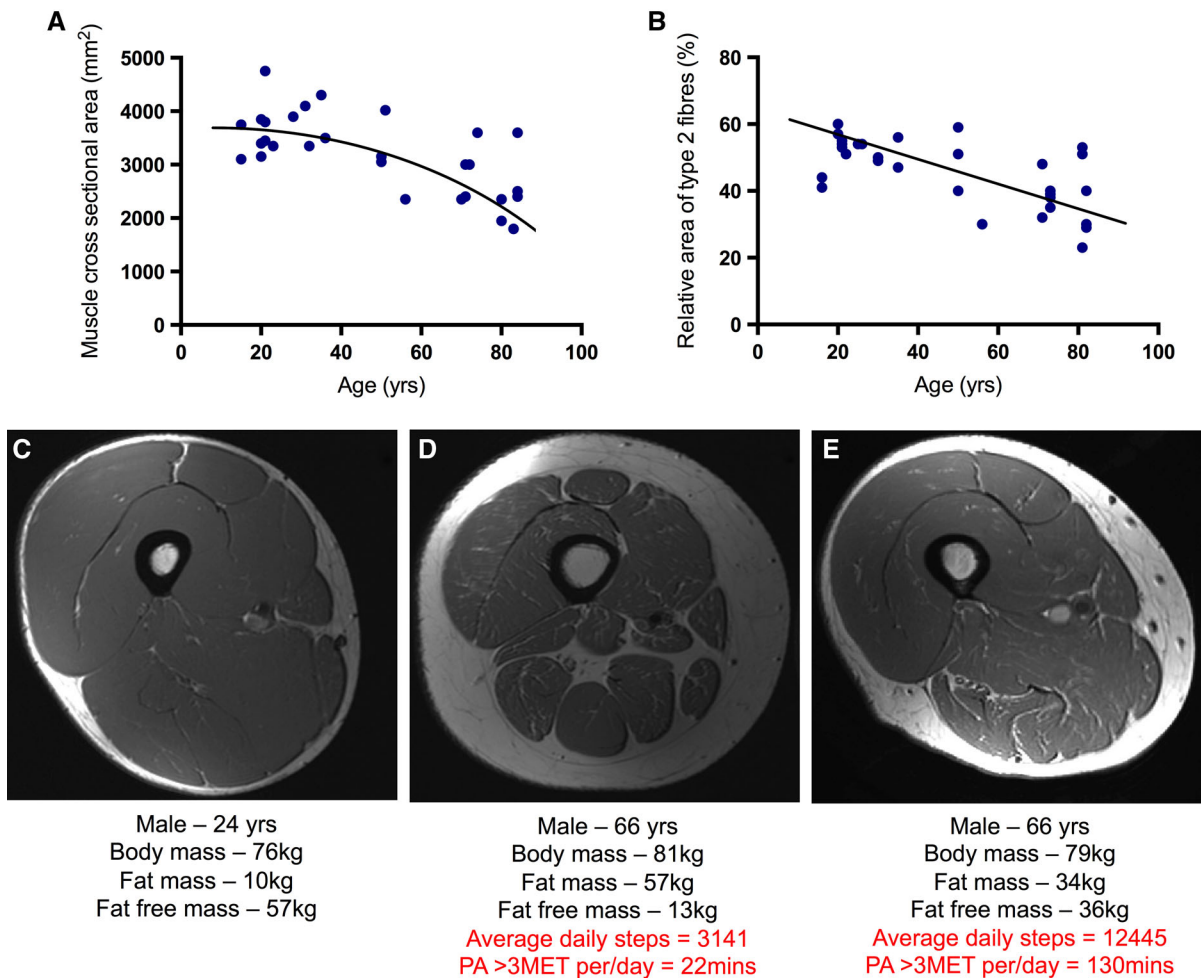 A
Muscle cross sectional area (mm²)
5000
4000
3000
2000
1000
0
0 20 40 60 80 100
Age (yrs)
B
Relative area of type 2 fibres (%)
80
60
40
20
0
0 20 40 60 80 100
Age (yrs)
C
Male – 24 yrs
Body mass – 76kg
Fat mass – 10kg
Fat free mass – 57kg
D
Male – 66 yrs
Body mass – 81kg
Fat mass – 57kg
Fat free mass – 13kg
Average daily steps = 3141
PA >3MET per/day = 22mins
E
Male – 66 yrs
Body mass – 79kg
Fat mass – 34kg
Fat free mass – 36kg
Average daily steps = 12445
PA >3MET per/day = 130mins